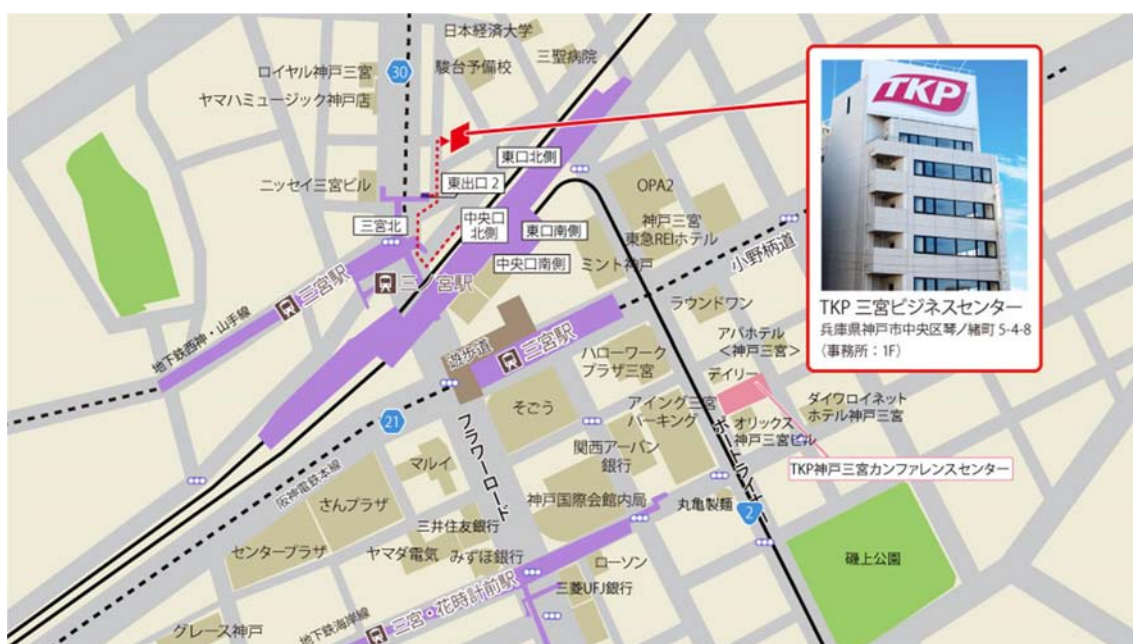 日本経済大学
三聖病院
駿台予備校
ロイヤル神戸三宮
30
ヤマハミュージック神戸店
TKP
東口北側
ニッセイ三宮ビル
東出口 2
OPA2
三宮北
中央口
北側
東口南側
神戸三宮
東急REIホテル
中央口南側
ミント神戸
小野柄道
三宮駅
三ノ宮駅
地下鉄西神・山手線
ラウンドワン
TKP 三宮ビジネスセンター
兵庫県神戸市中央区琴ノ緒町 5-4-8
（事務所：1F）
遊歩道
三宮駅
アパホテル
＜神戸三宮＞
ハローワーク
プラザ三宮
デイリー
ダイワロイネット
ホテル神戸三宮
そごう
アイング三宮
パーキング
オリックス
神戸三宮ビル
21
フラワーロード
ポートライナー
関西アーバン
銀行
マルイ
TKP神戸三宮カンファレンスセンター
阪神電鉄本線
さんプラザ
神戸国際会館内局
丸亀製麺
2
三井住友銀行
センタープラザ
ヤマダ電気
みずほ銀行
ローソン
磯上公園
三菱UFJ銀行
三宮・花時計前駅
地下鉄海岸線
グレース神戸